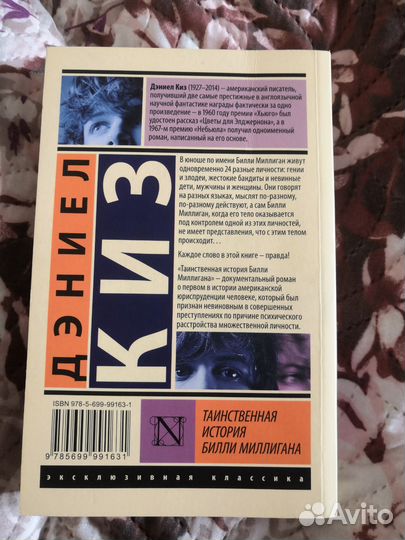 Дэниел Киз (1927–2014) – американский писатель,
получивший две самые престижные в англоязычной
научной фантастике награды фактически за одно
произведение – в 1960 году премии «Хьюго» был
удостоен рассказ «Цветы для Элджернона», а в
1967-м премию «Небьюла» получил одноименный
роман, написанный на его основе.
В юноше по имени Билли Миллиган живут
одновременно 24 разные личности: гении
и злодеи, жестокие бандиты и невинные
дети, мужчины и женщины. Они говорят
на разных языках, мыслят по-разному,
по-разному действуют, а сам Билли
Миллиган, когда его тело оказывается
под контролем одной из этих личностей,
не имеет представления, что с этим телом
происходит…
Каждое слово в этой книге – правда!
«Таинственная история Билли
Миллигана» – документальный роман
о первом в истории американской
юриспруденции человеке, который был
признан невиновным в совершенных
преступлениях по причине психического
расстройства множественной личности.
ДЭНИЕЛ
КИЗ
ISBN 978-5-699-99163-1
9 785699 991631
N
ТАИНСТВЕННАЯ
ИСТОРИЯ
БИЛЛИ МИЛЛИГАНА
эксклюзивная классика
Avito